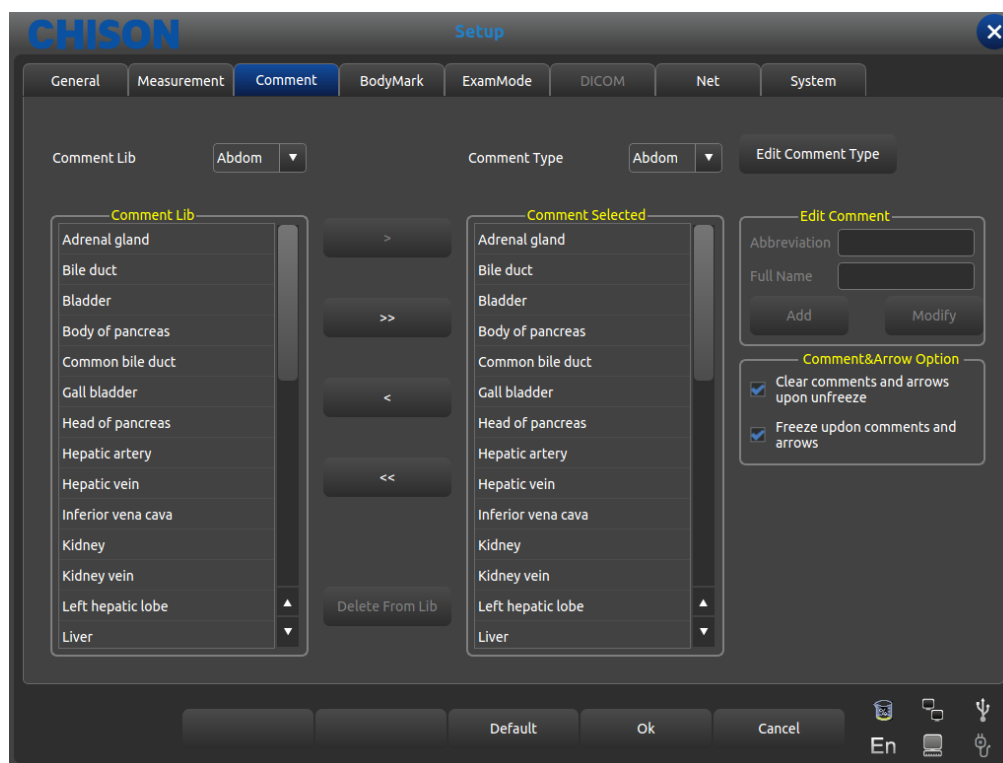 CHISON
Setup
General Measurement Comment BodyMark ExamMode DICOM Net System
Comment Lib Abdom Comment Type Abdom Edit Comment Type
Comment Lib
Adrenal gland
Bile duct
Bladder
Body of pancreas
Common bile duct
Gall bladder
Head of pancreas
Hepatic artery
Hepatic vein
Inferior vena cava
Kidney
Kidney vein
Left hepatic lobe
Liver
>
>>
<
<<
Delete From Lib
Comment Selected
Adrenal gland
Bile duct
Bladder
Body of pancreas
Common bile duct
Gall bladder
Head of pancreas
Hepatic artery
Hepatic vein
Inferior vena cava
Kidney
Kidney vein
Left hepatic lobe
Liver
Edit Comment
Abbreviation
Full Name
Add Modify
Comment&Arrow Option
Clear comments and arrows
upon unfreeze
Freeze updon comments and
arrows
Default Ok Cancel
En